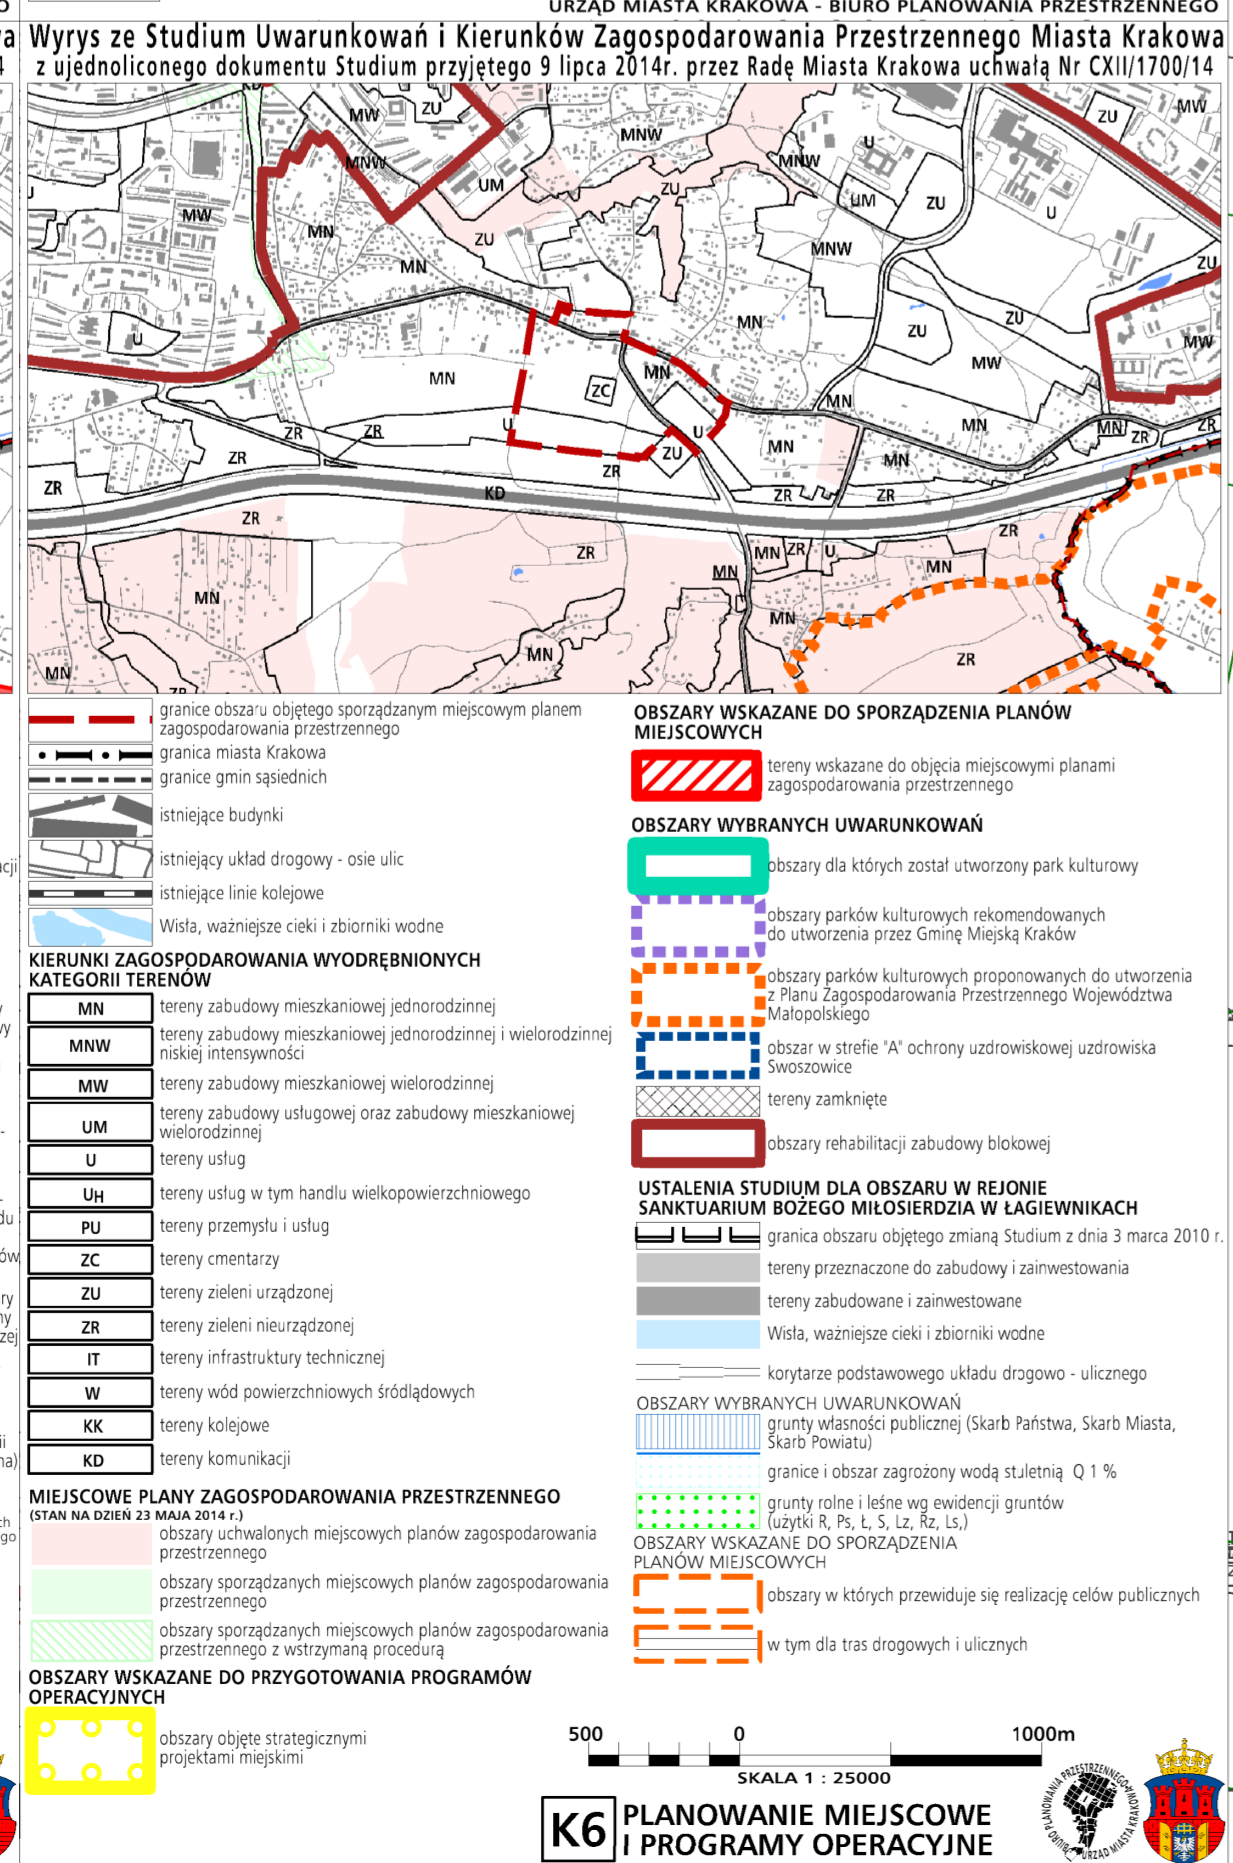 URZĄD MIASTA KRAKOWA - BIURO PLANOWANIA PRZESTRZENNEGO
Wyrys ze Studium Uwarunkowań i Kierunków Zagospodarowania Przestrzennego Miasta Krakowa
z ujednoliconego dokumentu Studium przyjętego 9 lipca 2014r. przez Radę Miasta Krakowa uchwałą Nr CXII/1700/14
KD
MW
ZU
MNW
UM
MNW
ZU
MNW
U
UM
ZU
U
ZU
MW
MW
MN
ZU
MN
MNW
ZU
U
MN
ZU
ZU
MW
MW
MN
ZC
MN
MN
U
U
ZU
ZR
ZR
ZR
ZR
ZR
KD
MN
MN
MN
MN
ZR
ZR
ZR
ZR
ZR
ZR
ZR
MN
ZR
U
MN
MN
MN
MN
MN
MN
ZR
ZR
granice obszaru objętego sporządzanym miejscowym planem
zagospodarowania przestrzennego
granica miasta Krakowa
granice gmin sąsiednich
istniejące budynki
istniejący układ drogowy - osie ulic
istniejące linie kolejowe
Wisła, ważniejsze cieki i zbiorniki wodne
KIERUNKI ZAGOSPODAROWANIA WYODRĘBNIONYCH
KATEGORII TERENÓW
MN tereny zabudowy mieszkaniowej jednorodzinnej
MNW tereny zabudowy mieszkaniowej jednorodzinnej i wielorodzinnej
niskiej intensywności
MW tereny zabudowy mieszkaniowej wielorodzinnej
UM tereny zabudowy usługowej oraz zabudowy mieszkaniowej
wielorodzinnej
U tereny usług
UH tereny usług w tym handlu wielkopowierzchniowego
PU tereny przemysłu i usług
ZC tereny cmentarzy
ZU tereny zieleni urządzonej
ZR tereny zieleni nieurządzonej
IT tereny infrastruktury technicznej
W tereny wód powierzchniowych śródlądowych
KK tereny kolejowe
KD tereny komunikacji
MIEJSCOWE PLANY ZAGOSPODAROWANIA PRZESTRZENNEGO
(STAN NA DZIEŃ 23 MAJA 2014 r.)
obszary uchwalonych miejscowych planów zagospodarowania
przestrzennego
obszary sporządzanych miejscowych planów zagospodarowania
przestrzennego
obszary sporządzanych miejscowych planów zagospodarowania
przestrzennego z wstrzymaną procedurą
OBSZARY WSKAZANE DO PRZYGOTOWANIA PROGRAMÓW
OPERACYJNYCH
obszary objęte strategicznymi
projektami miejskimi
OBSZARY WSKAZANE DO SPORZĄDZENIA PLANÓW
MIEJSCOWYCH
tereny wskazane do objęcia miejscowymi planami
zagospodarowania przestrzennego
OBSZARY WYBRANYCH UWARUNKOWAŃ
obszary dla których został utworzony park kulturowy
obszary parków kulturowych rekomendowanych
do utworzenia przez Gminę Miejską Kraków
obszary parków kulturowych proponowanych do utworzenia
z Planu Zagospodarowania Przestrzennego Województwa
Małopolskiego
obszar w strefie "A" ochrony uzdrowiskowej uzdrowiska
Swoszowice
tereny zamknięte
obszary rehabilitacji zabudowy blokowej
USTALENIA STUDIUM DLA OBSZARU W REJONIE
SANKTUARIUM BOŻEGO MIŁOSIERDZIA W ŁAGIEWNIKACH
granica obszaru objętego zmianą Studium z dnia 3 marca 2010 r.
tereny przeznaczone do zabudowy i zainwestowania
tereny zabudowane i zainwestowane
Wisła, ważniejsze cieki i zbiorniki wodne
korytarze podstawowego układu drogowo - ulicznego
OBSZARY WYBRANYCH UWARUNKOWAŃ
grunty własności publicznej (Skarb Państwa, Skarb Miasta,
Skarb Powiatu)
granice i obszar zagrożony wodą stuletnią Q 1 %
grunty rolne i leśne wg ewidencji gruntów
(użytki R, Ps, Ł, S, Lz, Rz, Ls,)
OBSZARY WSKAZANE DO SPORZĄDZENIA
PLANÓW MIEJSCOWYCH
obszary w których przewiduje się realizację celów publicznych
w tym dla tras drogowych i ulicznych
500 0 1000m
SKALA 1 : 25000
K6 PLANOWANIE MIEJSCOWE
I PROGRAMY OPERACYJNE
BIURO PLANOWANIA PRZESTRZENNEGO
URZĄD MIASTA KRAKOWA